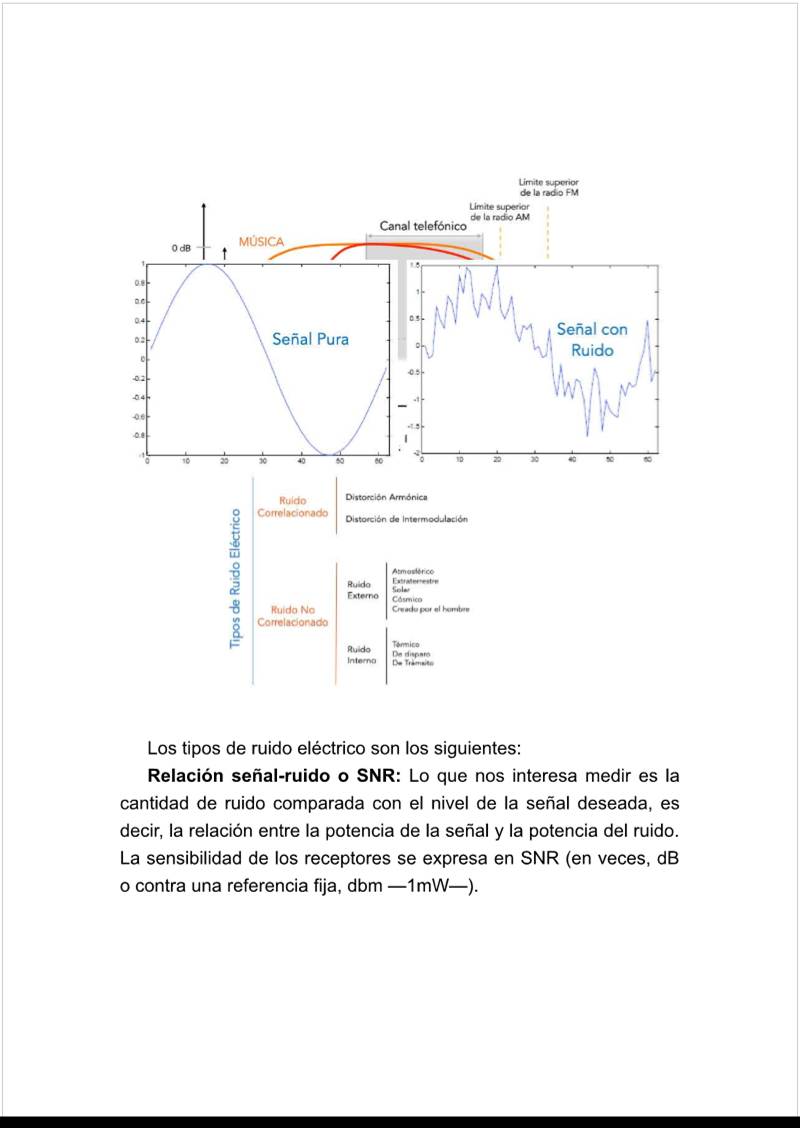 Límite superior
de la radio FM
Límite superior
de la radio AM
Canal telefónico
MÚSICA
0 dB
1
0.8
0.6
0.4
0.2
0
-0.2
-0.4
-0.6
-0.8
-1
0 10 20 30 40 50 60
Señal Pura
1.5
1
0.5
0
-0.5
-1
-1.5
-2
0 10 20 30 40 50 60
Señal con
Ruido
Tipos de Ruido Eléctrico
Ruido
Correlacionado
Distorción Armónica
Distorción de Intermodulación
Ruido No
Correlacionado
Ruido
Externo
Atmosférico
Extraterrestre
Solar
Cósmico
Creado por el hombre
Ruido
Interno
Térmico
De disparo
De Tránsito
Los tipos de ruido eléctrico son los siguientes:
Relación señal-ruido o SNR: Lo que nos interesa medir es la
cantidad de ruido comparada con el nivel de la señal deseada, es
decir, la relación entre la potencia de la señal y la potencia del ruido.
La sensibilidad de los receptores se expresa en SNR (en veces, dB
o contra una referencia fija, dbm —1mW—).